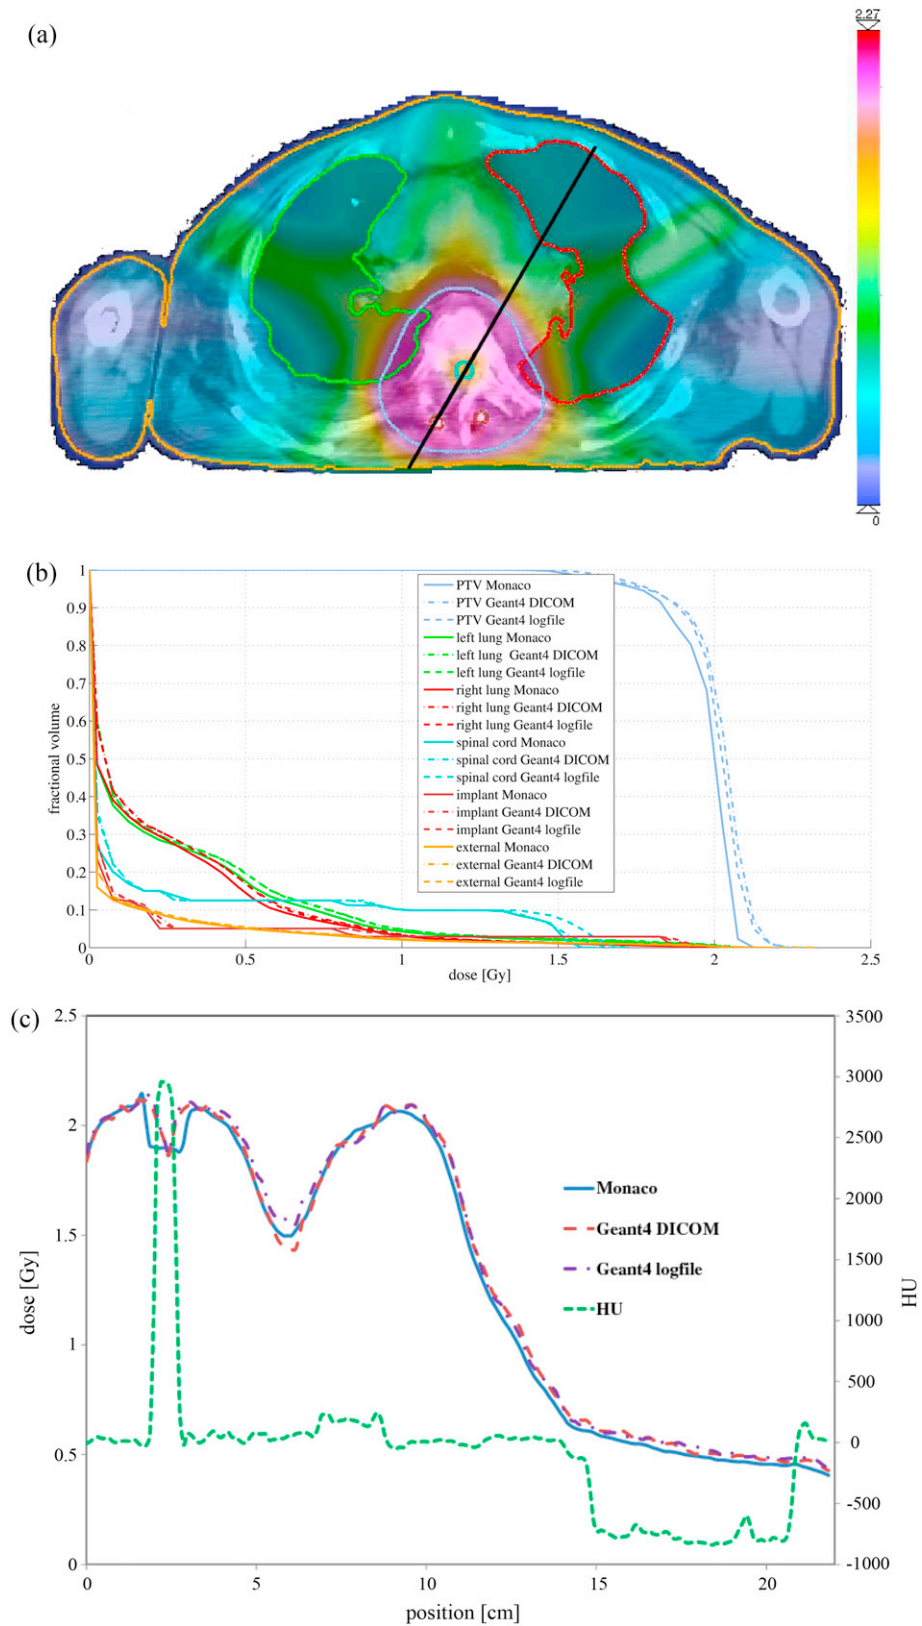 (a)
2.27
0
(b)
1
0.9
0.8
0.7
0.6
0.5
0.4
0.3
0.2
0.1
0
fractional volume
PTV Monaco
PTV Geant4 DICOM
PTV Geant4 logfile
left lung Monaco
left lung Geant4 DICOM
left lung Geant4 logfile
right lung Monaco
right lung Geant4 DICOM
right lung Geant4 logfile
spinal cord Monaco
spinal cord Geant4 DICOM
spinal cord Geant4 logfile
implant Monaco
implant Geant4 DICOM
implant Geant4 logfile
external Monaco
external Geant4 DICOM
external Geant4 logfile
0 0.5 1 1.5 2 2.5
dose [Gy]
(c)
2.5
2
1.5
1
0.5
0
dose [Gy]
3500
3000
2500
2000
1500
1000
500
0
-500
-1000
HU
Monaco
Geant4 DICOM
Geant4 logfile
HU
0 5 10 15 20
position [cm]